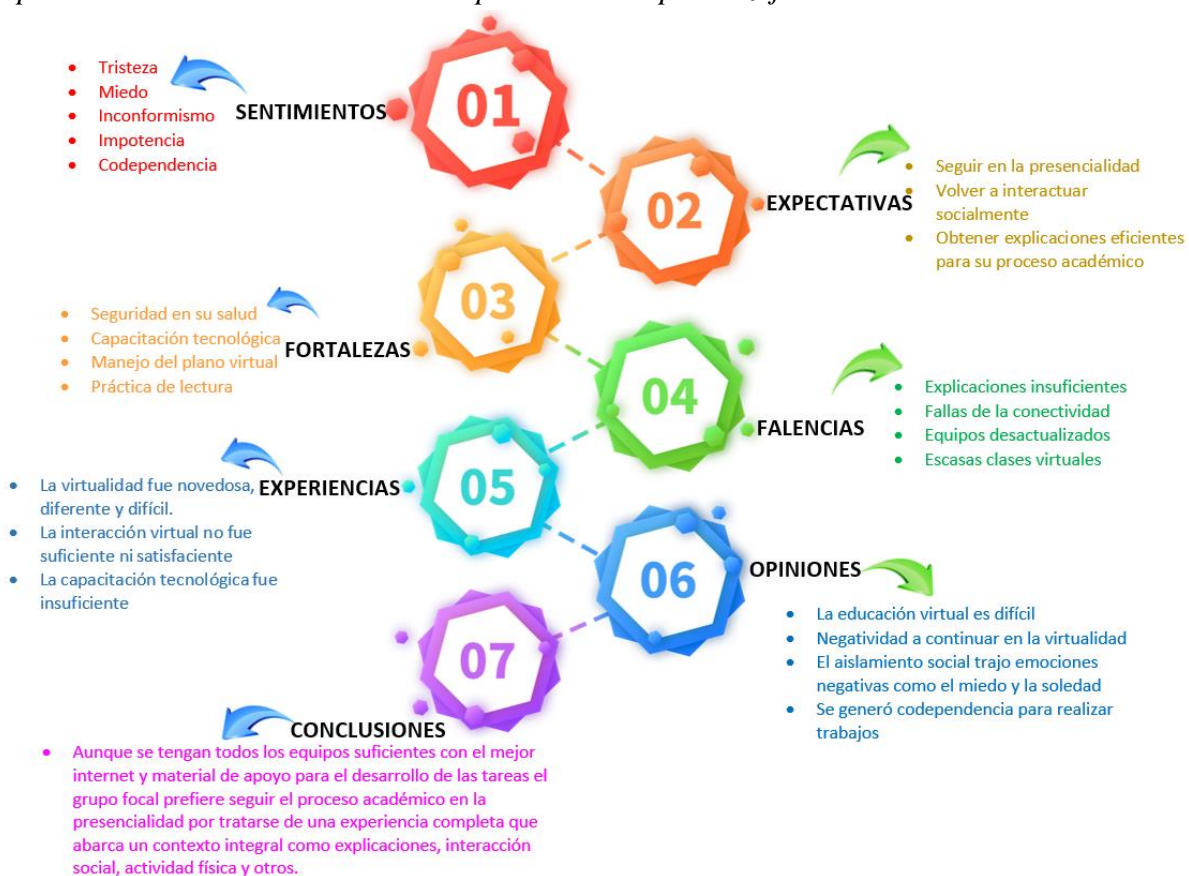 • Tristeza
• Miedo
• Inconformismo
• Impotencia
• Codependencia
SENTIMIENTOS
01
02
EXPECTATIVAS
• Seguir en la presencialidad
• Volver a interactuar
socialmente
• Obtener explicaciones eficientes
para su proceso académico
03
• Seguridad en su salud
• Capacitación tecnológica
• Manejo del plano virtual
• Práctica de lectura
FORTALEZAS
04
FALENCIAS
• Explicaciones insuficientes
• Fallas de la conectividad
• Equipos desactualizados
• Escasas clases virtuales
05
EXPERIENCIAS
• La virtualidad fue novedosa,
diferente y difícil.
• La interacción virtual no fue
suficiente ni satisfaciente
• La capacitación tecnológica fue
insuficiente
06
OPINIONES
• La educación virtual es difícil
• Negatividad a continuar en la virtualidad
• El aislamiento social trajo emociones
negativas como el miedo y la soledad
• Se generó codependencia para realizar
trabajos
07
CONCLUSIONES
• Aunque se tengan todos los equipos suficientes con el mejor
internet y material de apoyo para el desarrollo de las tareas el
grupo focal prefiere seguir el proceso académico en la
presencialidad por tratarse de una experiencia completa que
abarca un contexto integral como explicaciones, interacción
social, actividad física y otros.